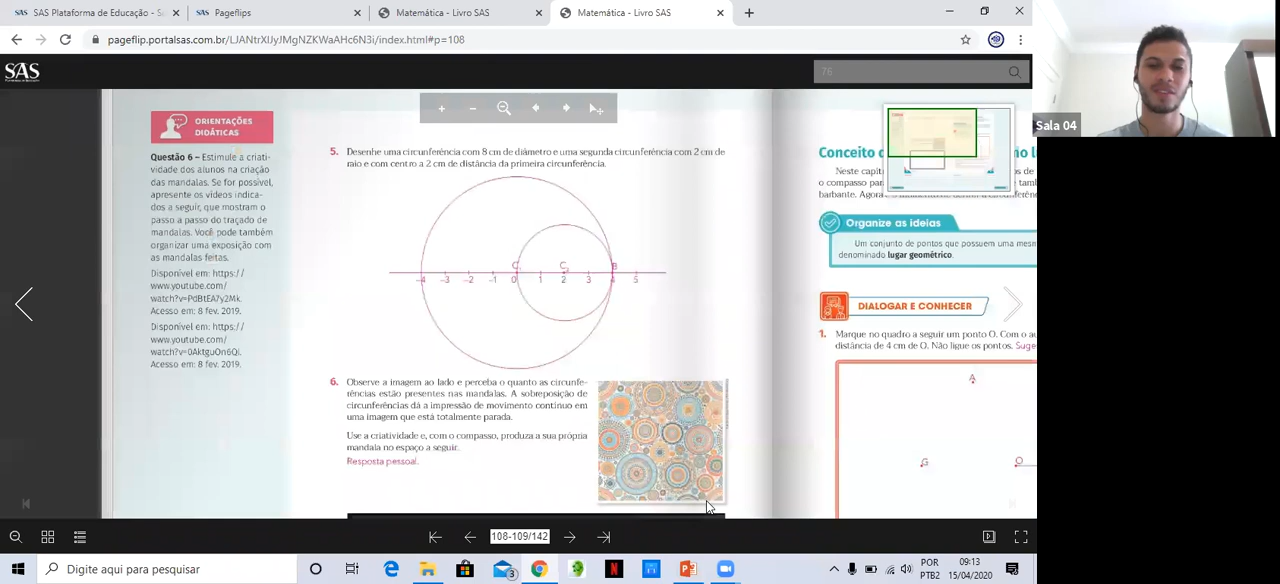 SAS Plataforma de Educação - S
Pageflips
Matemática - Livro SAS
Matemática - Livro SAS
pageflip.portalsas.com.br/LJANtrXlJyJMgNZKWaAHc6N3i/index.html#p=108
SAS
76
Sala 04
ORIENTAÇÕES
DIDÁTICAS
Questão 6 – Estimule a criati-
vidade dos alunos na criação
das mandalas. Se for possível,
apresente os vídeos indica-
dos a seguir, que mostram o
passo a passo do traçado de
mandalas. Você pode também
organizar uma exposição com
as mandalas feitas.
Disponível em: https://
www.youtube.com/
watch?v=PdBtEA7y2Mk.
Acesso em: 8 fev. 2019.
Disponível em: https://
www.youtube.com/
watch?v=0AktguOn6Qi.
Acesso em: 8 fev. 2019.
5. Desenhe uma circunferência com 8 cm de diâmetro e uma segunda circunferência com 2 cm de
raio e com centro a 2 cm de distância da primeira circunferência.
C C B
–4 –3 –2 –1 0 1 2 3 4 5
6. Observe a imagem ao lado e perceba o quanto as circunfe-
rências estão presentes nas mandalas. A sobreposição de
circunferências dá a impressão de movimento contínuo em
uma imagem que está totalmente parada.
Use a criatividade e, com o compasso, produza a sua própria
mandala no espaço a seguir.
Resposta pessoal.
Conceito
Neste capít
o compasso par
barbante. Agor
Organize as ideias
Um conjunto de pontos que possuem uma mesm
denominado lugar geométrico.
DIALOGAR E CONHECER
1. Marque no quadro a seguir um ponto O. Com o au
distância de 4 cm de O. Não ligue os pontos. Suge
A
G
O
108-109/142
Digite aqui para pesquisar
3
POR
PTB2
09:13
15/04/2020